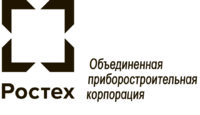 Ростех
Объединенная
приборостроительная
корпорация